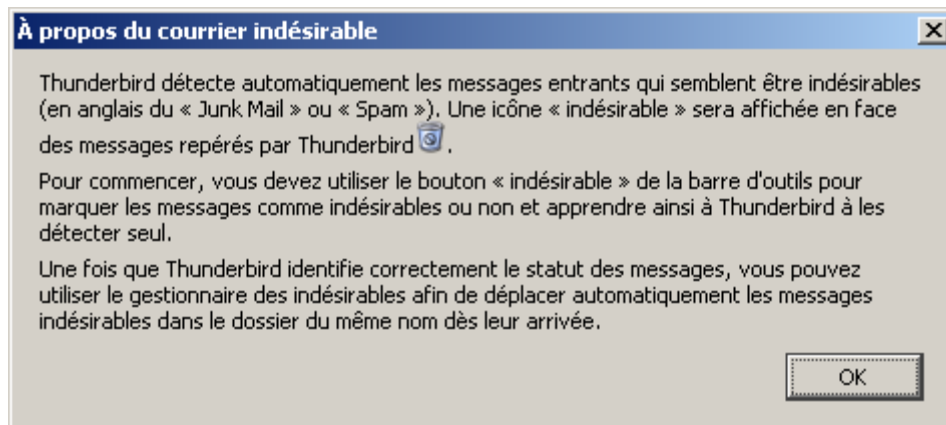 À propos du courrier indésirable
Thunderbird détecte automatiquement les messages entrants qui semblent être indésirables
(en anglais du « Junk Mail » ou « Spam »). Une icône « indésirable » sera affichée en face
des messages repérés par Thunderbird .
Pour commencer, vous devez utiliser le bouton « indésirable » de la barre d'outils pour
marquer les messages comme indésirables ou non et apprendre ainsi à Thunderbird à les
détecter seul.
Une fois que Thunderbird identifie correctement le statut des messages, vous pouvez
utiliser le gestionnaire des indésirables afin de déplacer automatiquement les messages
indésirables dans le dossier du même nom dès leur arrivée.
OK